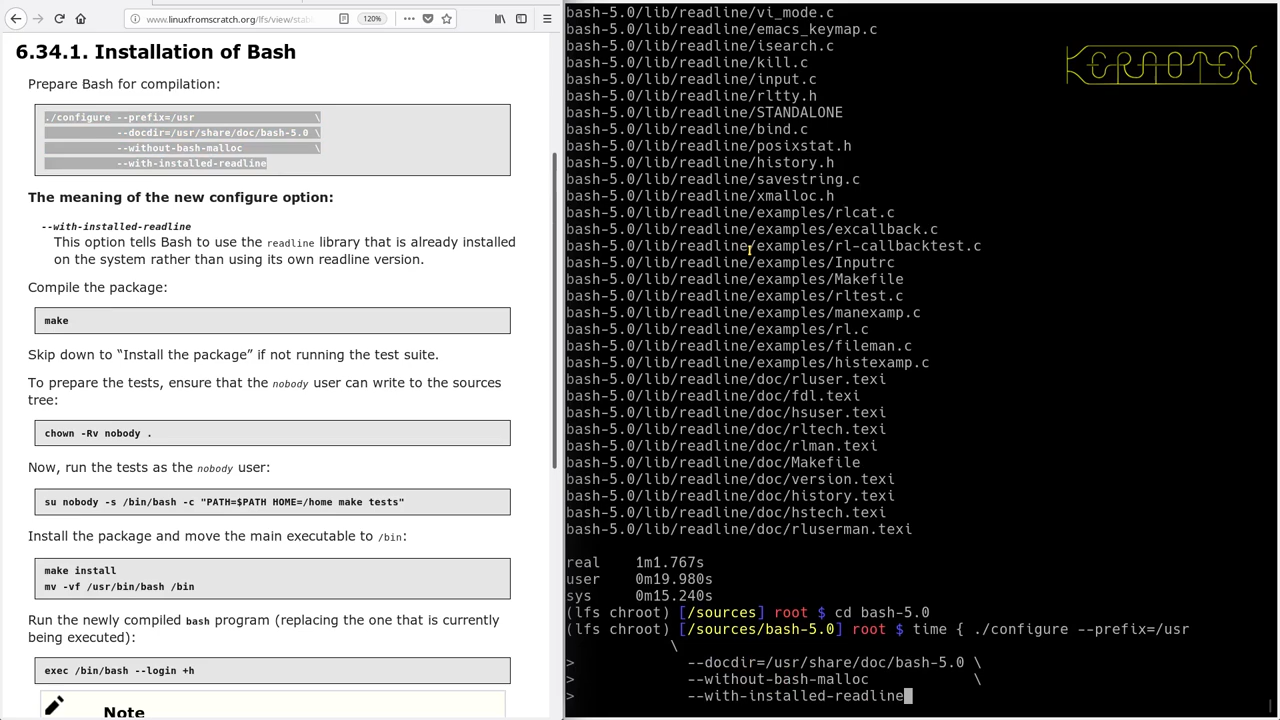 www.linuxfromscratch.org/lfs/view/stab
120%
6.34.1. Installation of Bash
Prepare Bash for compilation:
./configure --prefix=/usr \
--docdir=/usr/share/doc/bash-5.0 \
--without-bash-malloc \
--with-installed-readline
The meaning of the new configure option:
--with-installed-readline
This option tells Bash to use the readline library that is already installed
on the system rather than using its own readline version.
Compile the package:
make
Skip down to “Install the package” if not running the test suite.
To prepare the tests, ensure that the nobody user can write to the sources
tree:
chown -Rv nobody .
Now, run the tests as the nobody user:
su nobody -s /bin/bash -c "PATH=$PATH HOME=/home make tests"
Install the package and move the main executable to /bin:
make install
mv -vf /usr/bin/bash /bin
Run the newly compiled bash program (replacing the one that is currently
being executed):
exec /bin/bash --login +h
Note
bash-5.0/lib/readline/vi_mode.c
bash-5.0/lib/readline/emacs_keymap.c
bash-5.0/lib/readline/isearch.c
bash-5.0/lib/readline/kill.c
bash-5.0/lib/readline/input.c
bash-5.0/lib/readline/rltty.h
bash-5.0/lib/readline/STANDALONE
bash-5.0/lib/readline/bind.c
bash-5.0/lib/readline/posixstat.h
bash-5.0/lib/readline/history.h
bash-5.0/lib/readline/savestring.c
bash-5.0/lib/readline/xmalloc.h
bash-5.0/lib/readline/examples/rlcat.c
bash-5.0/lib/readline/examples/excallback.c
bash-5.0/lib/readline/examples/rl-callbacktest.c
bash-5.0/lib/readline/examples/Inputrc
bash-5.0/lib/readline/examples/Makefile
bash-5.0/lib/readline/examples/rltest.c
bash-5.0/lib/readline/examples/manexamp.c
bash-5.0/lib/readline/examples/rl.c
bash-5.0/lib/readline/examples/fileman.c
bash-5.0/lib/readline/examples/histexamp.c
bash-5.0/lib/readline/doc/rluser.texi
bash-5.0/lib/readline/doc/fdl.texi
bash-5.0/lib/readline/doc/hsuser.texi
bash-5.0/lib/readline/doc/rltech.texi
bash-5.0/lib/readline/doc/rlman.texi
bash-5.0/lib/readline/doc/Makefile
bash-5.0/lib/readline/doc/version.texi
bash-5.0/lib/readline/doc/history.texi
bash-5.0/lib/readline/doc/hstech.texi
bash-5.0/lib/readline/doc/rluserman.texi
real 1m1.767s
user 0m19.980s
sys 0m15.240s
(lfs chroot) [/sources] root $ cd bash-5.0
(lfs chroot) [/sources/bash-5.0] root $ time { ./configure --prefix=/usr
\
> --docdir=/usr/share/doc/bash-5.0 \
> --without-bash-malloc \
> --with-installed-readline
KERAOTEX